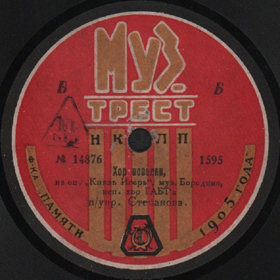 Муз.
ТРЕСТ
Б Б
НКЛП
№ 14876 1595
Хор поселян,
из оп. „Князь Игорь", муз. Бородина,
исп. хор ГАБТ'а
п/упр. Степанова.
Ф-КА ПАМЯТИ 1905 ГОДА